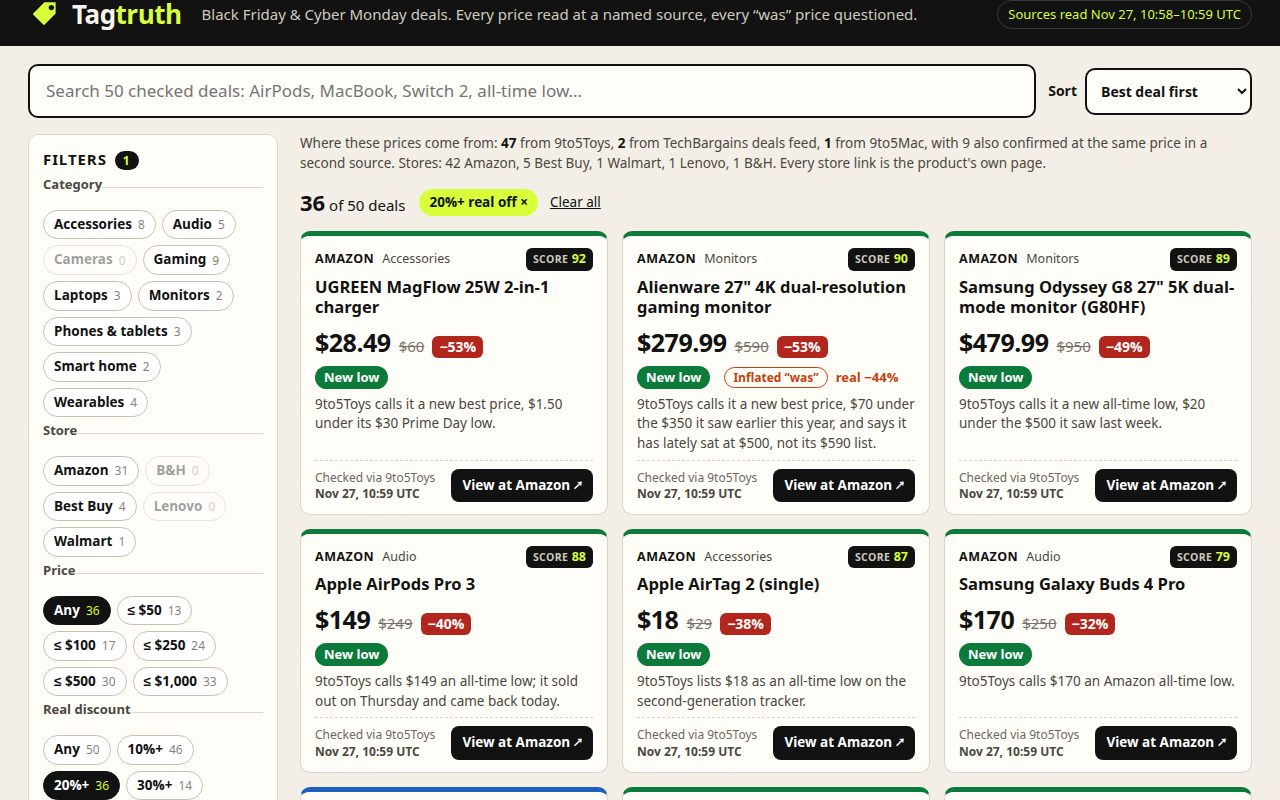 Tagtruth
Black Friday & Cyber Monday deals. Every price read at a named source, every “was” price questioned.
Sources read Nov 27, 10:58–10:59 UTC
Search 50 checked deals: AirPods, MacBook, Switch 2, all-time low...
Sort
Best deal first
FILTERS 1
Category
Accessories 8
Audio 5
Cameras 0
Gaming 9
Laptops 3
Monitors 2
Phones & tablets 3
Smart home 2
Wearables 4
Store
Amazon 31
B&H 0
Best Buy 4
Lenovo 0
Walmart 1
Price
Any 36
≤ $50 13
≤ $100 17
≤ $250 24
≤ $500 30
≤ $1,000 33
Real discount
Any 50
10%+ 46
20%+ 36
30%+ 14
Where these prices come from: 47 from 9to5Toys, 2 from TechBargains deals feed, 1 from 9to5Mac, with 9 also confirmed at the same price in a
second source. Stores: 42 Amazon, 5 Best Buy, 1 Walmart, 1 Lenovo, 1 B&H. Every store link is the product's own page.
36 of 50 deals
20%+ real off ×
Clear all
AMAZON Accessories
SCORE 92
UGREEN MagFlow 25W 2-in-1
charger
$28.49 $60 −53%
New low
9to5Toys calls it a new best price, $1.50
under its $30 Prime Day low.
Checked via 9to5Toys
Nov 27, 10:59 UTC
View at Amazon ↗
AMAZON Monitors
SCORE 90
Alienware 27" 4K dual-resolution
gaming monitor
$279.99 $590 −53%
New low
Inflated “was”
real −44%
9to5Toys calls it a new best price, $70 under
the $350 it saw earlier this year, and says it
has lately sat at $500, not its $590 list.
Checked via 9to5Toys
Nov 27, 10:59 UTC
View at Amazon ↗
AMAZON Monitors
SCORE 89
Samsung Odyssey G8 27" 5K dual-
mode monitor (G80HF)
$479.99 $950 −49%
New low
9to5Toys calls it a new all-time low, $20
under the $500 it saw last week.
Checked via 9to5Toys
Nov 27, 10:59 UTC
View at Amazon ↗
AMAZON Audio
SCORE 88
Apple AirPods Pro 3
$149 $249 −40%
New low
9to5Toys calls $149 an all-time low; it sold
out on Thursday and came back today.
Checked via 9to5Toys
Nov 27, 10:59 UTC
View at Amazon ↗
AMAZON Accessories
SCORE 87
Apple AirTag 2 (single)
$18 $29 −38%
New low
9to5Toys lists $18 as an all-time low on the
second-generation tracker.
Checked via 9to5Toys
Nov 27, 10:59 UTC
View at Amazon ↗
AMAZON Audio
SCORE 79
Samsung Galaxy Buds 4 Pro
$170 $250 −32%
New low
9to5Toys calls $170 an Amazon all-time low.
Checked via 9to5Toys
Nov 27, 10:59 UTC
View at Amazon ↗